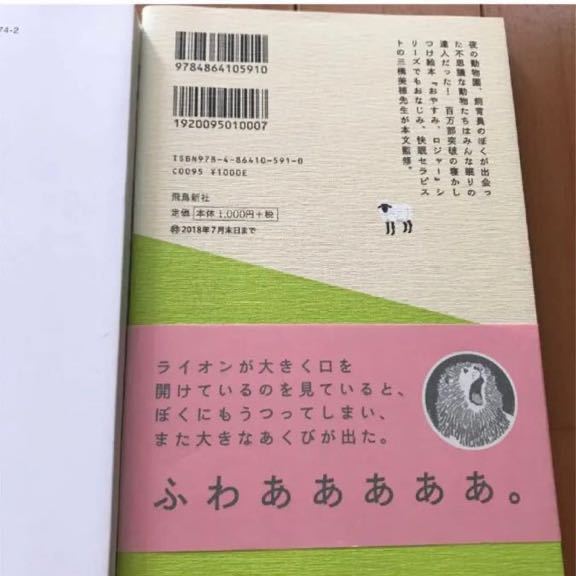 74-2
9784864105910
1920095010007
ISBN978-4-86410-591-0
C0095 ¥1000E
飛鳥新社
定価 本体1,000円+税
2018年7月末日まで
夜の動物園、飼育員のぼくが出会っ
た不思議な動物たちはみんな眠りの
達人だった! 百万部突破の寝かし
つけ絵本『おやすみ、ロジャー』シ
リーズでもおなじみ、快眠セラピス
トの三橋美穂先生が本文監修。
ライオンが大きく口を
開けているのを見ていると、
ぼくにもうつってしまい、
また大きなあくびが出た。
ふわああああああ。